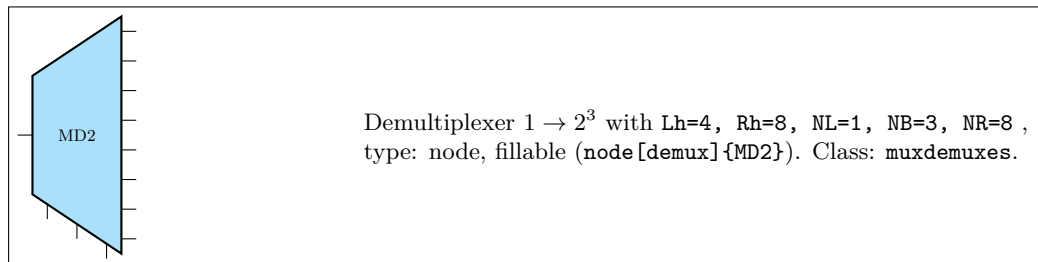 MD2
Demultiplexer 1 → 2³ with Lh=4, Rh=8, NL=1, NB=3, NR=8 ,
type: node, fillable (node[demux]{MD2}). Class: muxdemuxes.